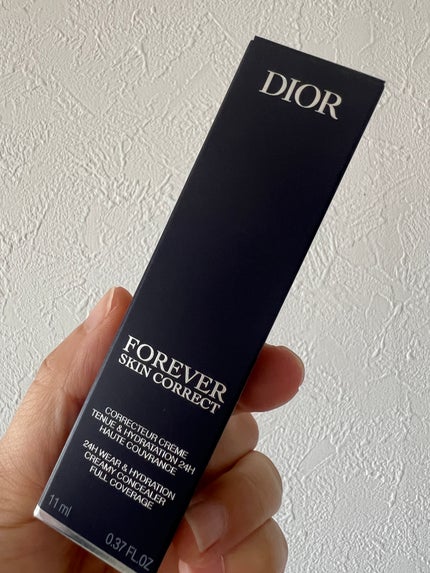 DIOR
FOREVER
SKIN CORRECT
CORRECTEUR CRÈME
TENUE & HYDRATATION 24H
HAUTE COUVRANCE
24H WEAR & HYDRATION
CREAMY CONCEALER
FULL COVERAGE
11 ml
0.37 FL.OZ